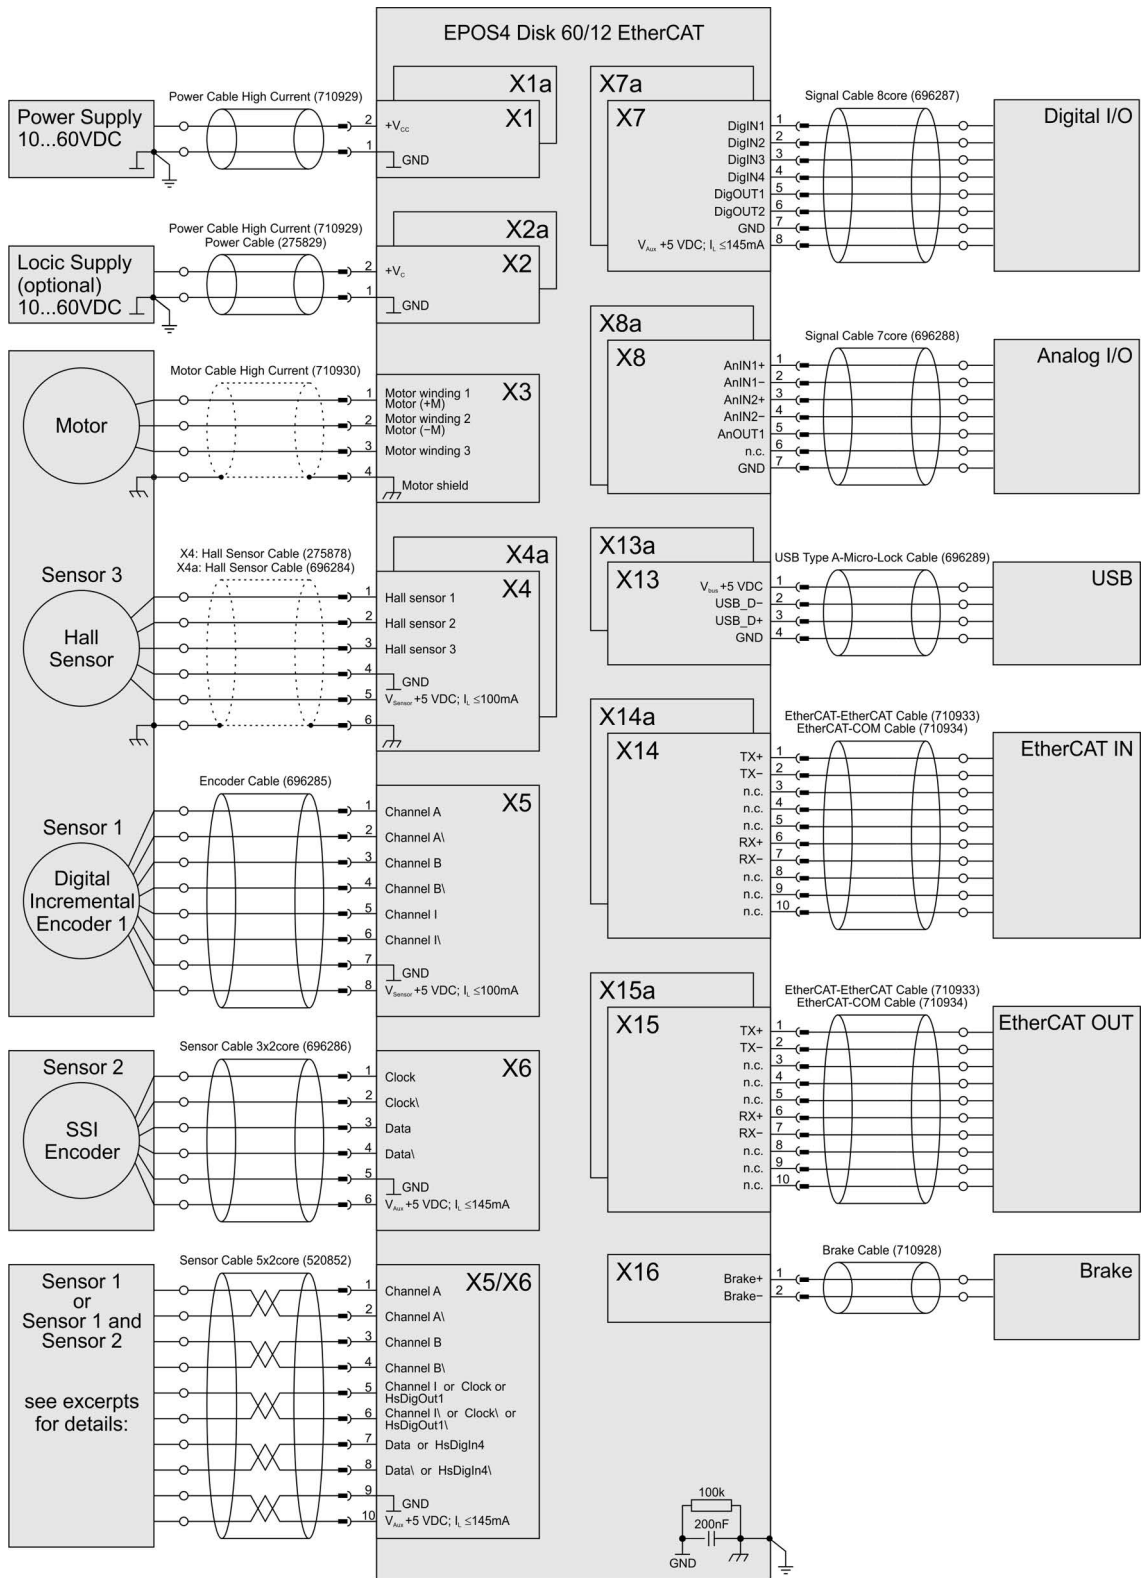 EPOS4 Disk 60/12 EtherCAT
Power Supply
10...60VDC
Power Cable High Current (710929)
X1a
X1
2
+Vcc
1
GND
Locic Supply
(optional)
10...60VDC
Power Cable High Current (710929)
Power Cable (275829)
X2a
X2
2
+Vc
1
GND
Motor
Motor Cable High Current (710930)
X3
1
Motor winding 1
Motor (+M)
2
Motor winding 2
Motor (−M)
3
Motor winding 3
4
Motor shield
Sensor 3
Hall
Sensor
X4: Hall Sensor Cable (275878)
X4a: Hall Sensor Cable (696284)
X4a
X4
1
Hall sensor 1
2
Hall sensor 2
3
Hall sensor 3
4
GND
5
VSensor +5 VDC; IL ≤100mA
6
Sensor 1
Digital
Incremental
Encoder 1
Encoder Cable (696285)
X5
1
Channel A
2
Channel A\
3
Channel B
4
Channel B\
5
Channel I
6
Channel I\
7
GND
8
VSensor +5 VDC; IL ≤100mA
Sensor 2
SSI
Encoder
Sensor Cable 3x2core (696286)
X6
1
Clock
2
Clock\
3
Data
4
Data\
5
GND
6
VAux +5 VDC; IL ≤145mA
Sensor 1
or
Sensor 1 and
Sensor 2
see excerpts
for details:
Sensor Cable 5x2core (520852)
X5/X6
1
Channel A
2
Channel A\
3
Channel B
4
Channel B\
5
Channel I or Clock or
HsDigOut1
6
Channel I\ or Clock\ or
HsDigOut1\
7
Data or HsDigIn4
8
Data\ or HsDigIn4\
9
GND
10
VAux +5 VDC; IL ≤145mA
X7a
X7
Signal Cable 8core (696287)
Digital I/O
DigIN1 1
DigIN2 2
DigIN3 3
DigIN4 4
DigOUT1 5
DigOUT2 6
GND 7
VAux +5 VDC; IL ≤145mA 8
X8a
X8
Signal Cable 7core (696288)
Analog I/O
AnIN1+ 1
AnIN1− 2
AnIN2+ 3
AnIN2− 4
AnOUT1 5
n.c. 6
GND 7
X13a
X13
USB Type A-Micro-Lock Cable (696289)
USB
Vbus +5 VDC 1
USB_D− 2
USB_D+ 3
GND 4
X14a
X14
EtherCAT-EtherCAT Cable (710933)
EtherCAT-COM Cable (710934)
EtherCAT IN
TX+ 1
TX− 2
n.c. 3
n.c. 4
n.c. 5
RX+ 6
RX− 7
n.c. 8
n.c. 9
n.c. 10
X15a
X15
EtherCAT-EtherCAT Cable (710933)
EtherCAT-COM Cable (710934)
EtherCAT OUT
TX+ 1
TX− 2
n.c. 3
n.c. 4
n.c. 5
RX+ 6
RX− 7
n.c. 8
n.c. 9
n.c. 10
X16
Brake Cable (710928)
Brake
Brake+ 1
Brake− 2
100k
200nF
GND